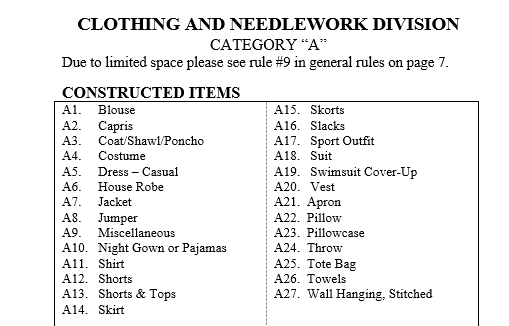 CLOTHING AND NEEDLEWORK DIVISION
CATEGORY “A”
Due to limited space please see rule #9 in general rules on page 7.
CONSTRUCTED ITEMS
A1. Blouse
A2. Capris
A3. Coat/Shawl/Poncho
A4. Costume
A5. Dress – Casual
A6. House Robe
A7. Jacket
A8. Jumper
A9. Miscellaneous
A10. Night Gown or Pajamas
A11. Shirt
A12. Shorts
A13. Shorts & Tops
A14. Skirt
A15. Skorts
A16. Slacks
A17. Sport Outfit
A18. Suit
A19. Swimsuit Cover-Up
A20. Vest
A21. Apron
A22. Pillow
A23. Pillowcase
A24. Throw
A25. Tote Bag
A26. Towels
A27. Wall Hanging, Stitched